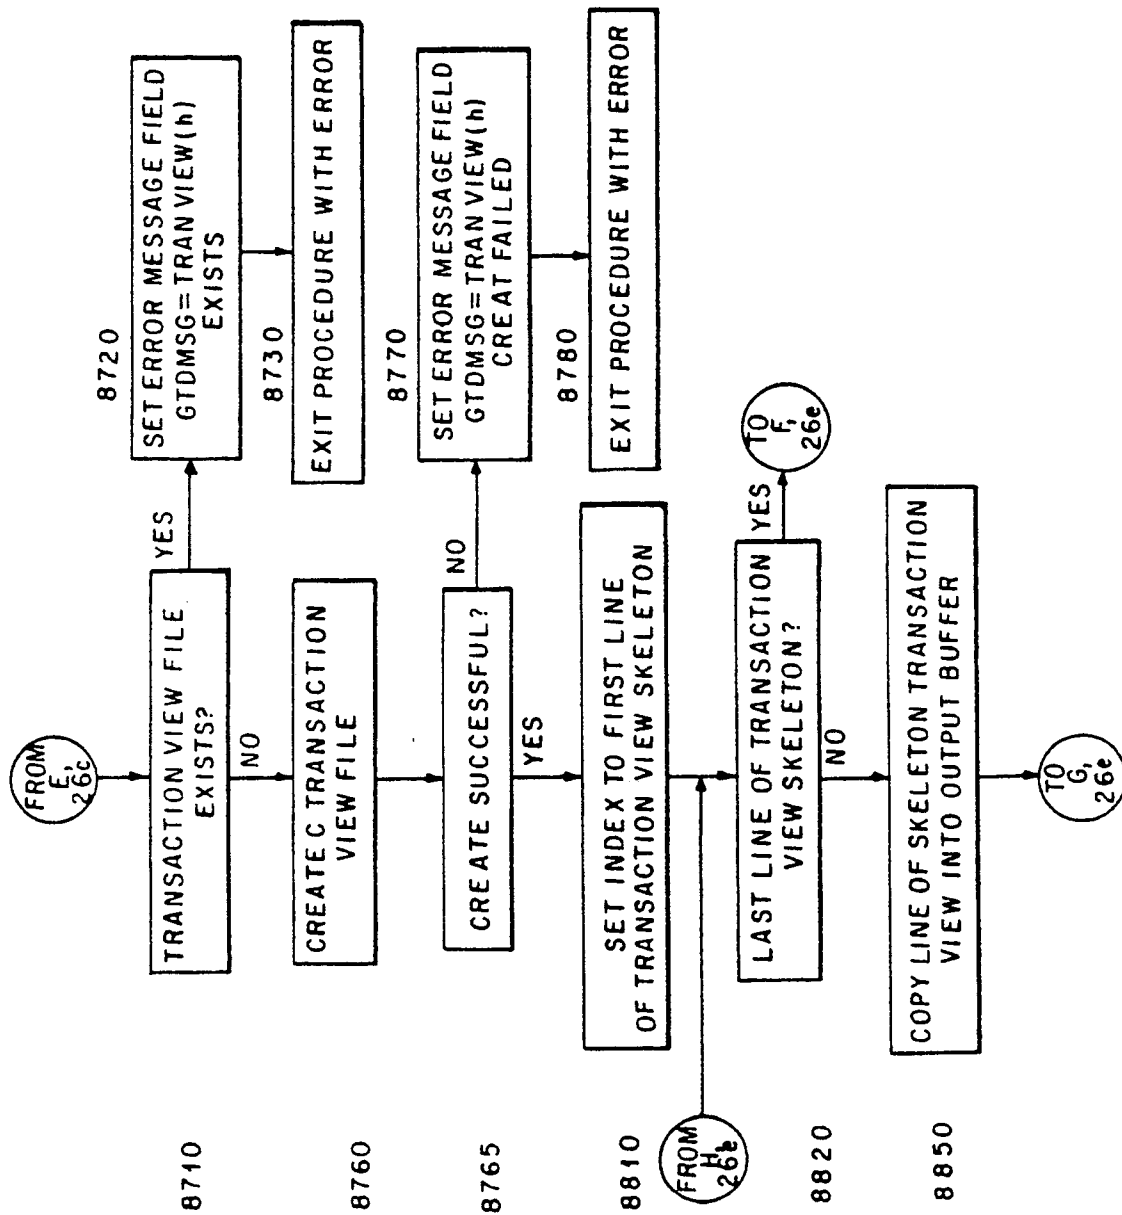 FROM
E,
26c
8710
TRANSACTION VIEW FILE
EXISTS?
YES
8720
SET ERROR MESSAGE FIELD
GTDMSG=TRAN VIEW(h)
EXISTS
8730
EXIT PROCEDURE WITH ERROR
NO
8760
CREATE C TRANSACTION
VIEW FILE
8765
CREATE SUCCESSFUL?
NO
8770
SET ERROR MESSAGE FIELD
GTDMSG=TRAN VIEW(h)
CREAT FAILED
8780
EXIT PROCEDURE WITH ERROR
YES
8810
SET INDEX TO FIRST LINE
OF TRANSACTION VIEW SKELETON
FROM
H,
26e
8820
LAST LINE OF TRANSACTION
VIEW SKELETON?
YES
TO
F,
26e
NO
8850
COPY LINE OF SKELETON TRANSACTION
VIEW INTO OUTPUT BUFFER
TO
G,
26e